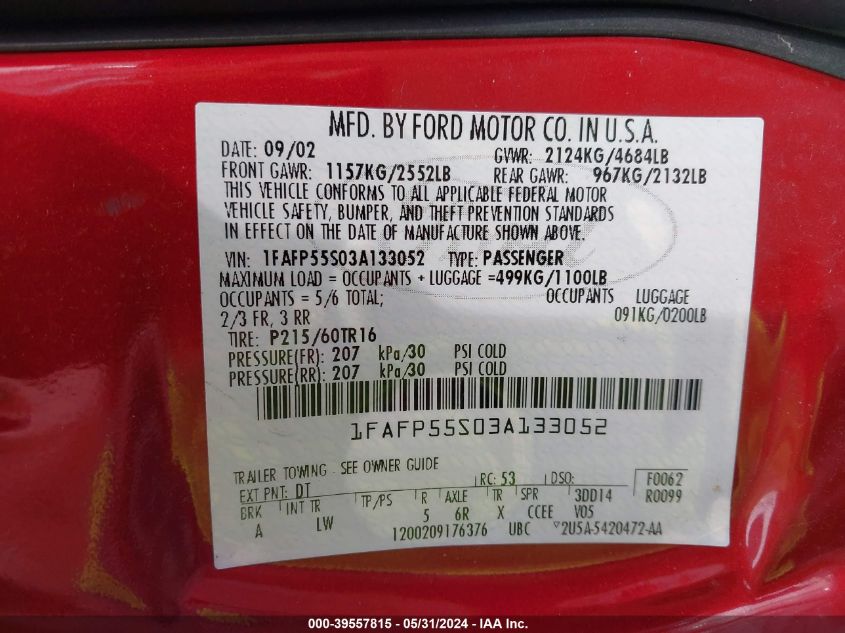 MFD. BY FORD MOTOR CO. IN U.S.A.
DATE: 09/02 GVWR: 2124KG/4684LB
FRONT GAWR: 1157KG/2552LB REAR GAWR: 967KG/2132LB
THIS VEHICLE CONFORMS TO ALL APPLICABLE FEDERAL MOTOR
VEHICLE SAFETY, BUMPER, AND THEFT PREVENTION STANDARDS
IN EFFECT ON THE DATE OF MANUFACTURE SHOWN ABOVE.
VIN: 1FAFP55S03A133052 TYPE: PASSENGER
MAXIMUM LOAD = OCCUPANTS + LUGGAGE =499KG/1100LB
OCCUPANTS = 5/6 TOTAL; OCCUPANTS LUGGAGE
2/3 FR, 3 RR 091KG/0200LB
TIRE: P215/60TR16
PRESSURE(FR): 207 kPa/30 PSI COLD
PRESSURE(RR): 207 kPa/30 PSI COLD
1FAFP55S03A133052
TRAILER TOWING - SEE OWNER GUIDE
EXT PNT: DT RC: 53 DSO: F0062
BRK INT TR TP/PS R AXLE TR SPR 3DD14 R0099
A LW 5 6R X CCEE V05
1200209176376 UBC 2U5A-5420472-AA
000-39557815 - 05/31/2024 - IAA Inc.